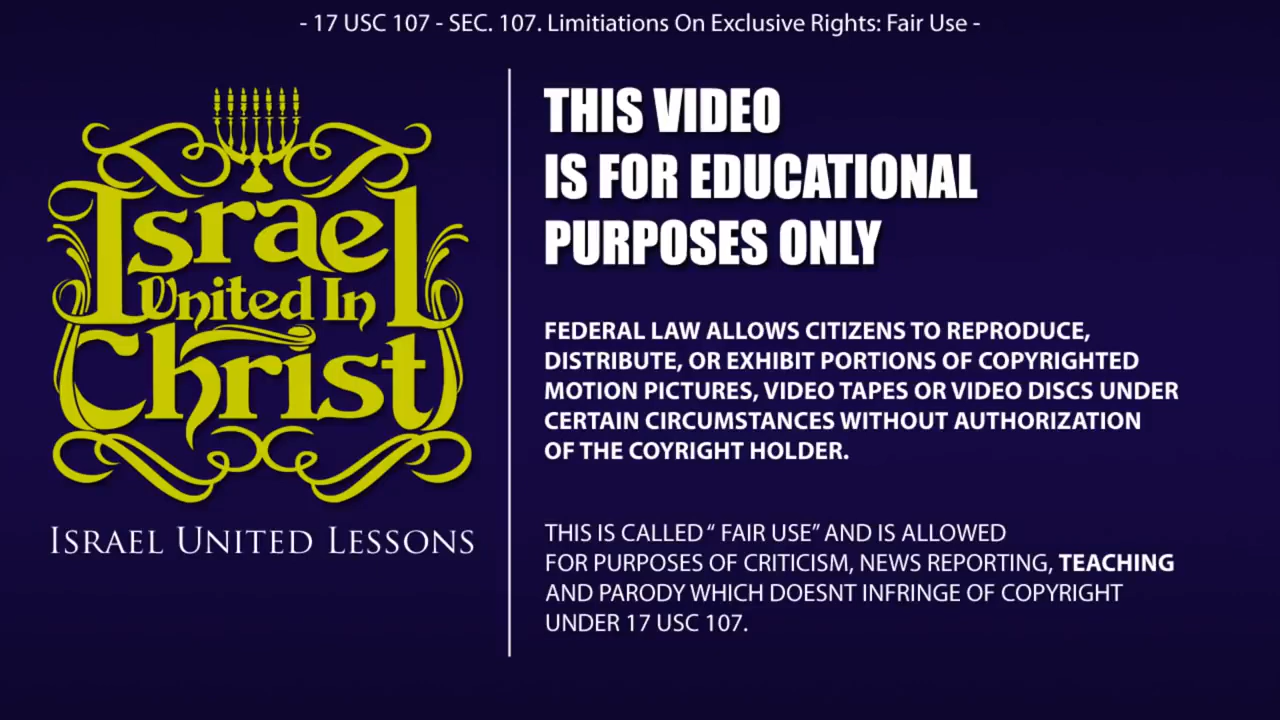 - 17 USC 107 - SEC. 107. Limitiations On Exclusive Rights: Fair Use -
Israel
United In
Christ
ISRAEL UNITED LESSONS
THIS VIDEO
IS FOR EDUCATIONAL
PURPOSES ONLY
FEDERAL LAW ALLOWS CITIZENS TO REPRODUCE,
DISTRIBUTE, OR EXHIBIT PORTIONS OF COPYRIGHTED
MOTION PICTURES, VIDEO TAPES OR VIDEO DISCS UNDER
CERTAIN CIRCUMSTANCES WITHOUT AUTHORIZATION
OF THE COYRIGHT HOLDER.
THIS IS CALLED “ FAIR USE” AND IS ALLOWED
FOR PURPOSES OF CRITICISM, NEWS REPORTING, TEACHING
AND PARODY WHICH DOESNT INFRINGE OF COPYRIGHT
UNDER 17 USC 107.